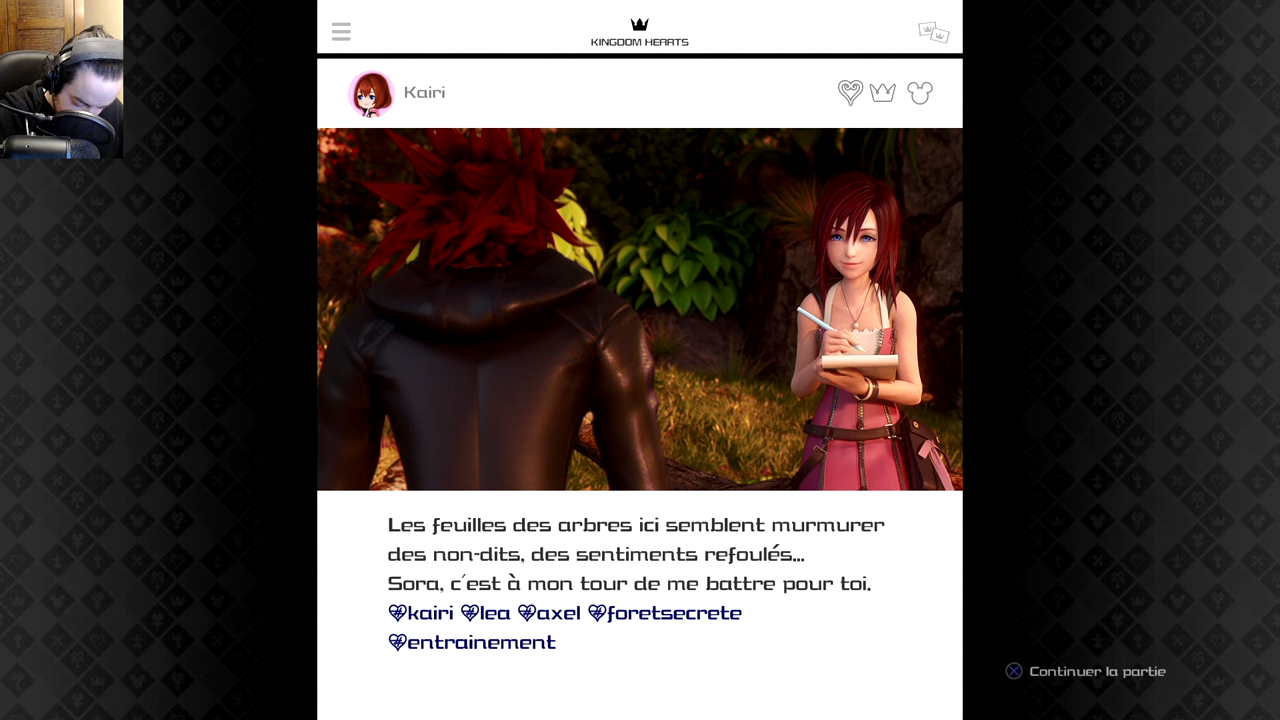 KINGDOM HEARTS
Kairi
Les feuilles des arbres ici semblent murmurer
des non-dits, des sentiments refoulés...
Sora, c'est à mon tour de me battre pour toi.
#kairi #lea #axel #foretsecrete
#entrainement
Continuer la partie